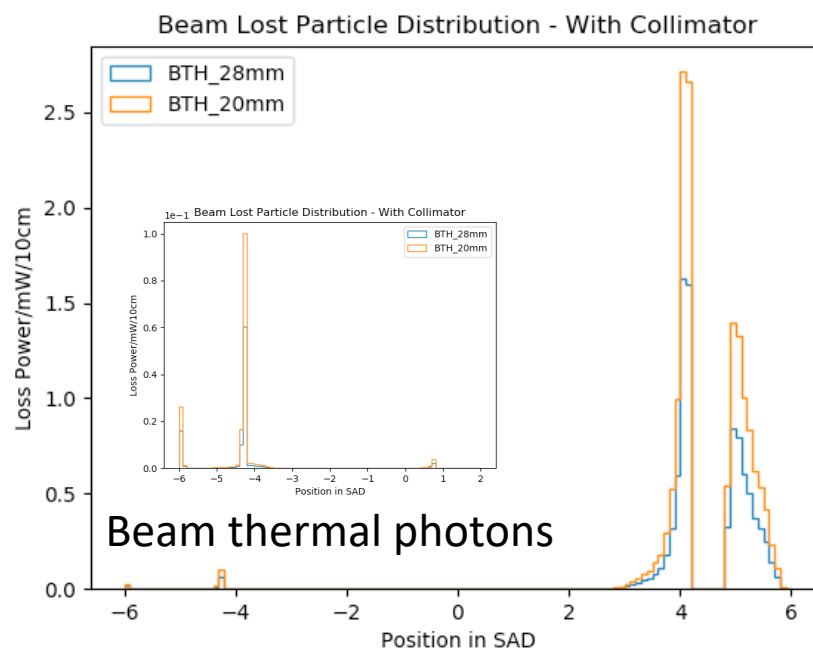 Beam Lost Particle Distribution - With Collimator
BTH_28mm
BTH_20mm
Loss Power/mW/10cm
2.5
2.0
1.5
1.0
0.5
0.0
1e−1
Beam Lost Particle Distribution - With Collimator
BTH_28mm
BTH_20mm
Loss Power/mW/10cm
1.0
0.8
0.6
0.4
0.2
0.0
−6 −5 −4 −3 −2 −1 0 1 2
Position in SAD
Beam thermal photons
−6 −4 −2 0 2 4 6
Position in SAD